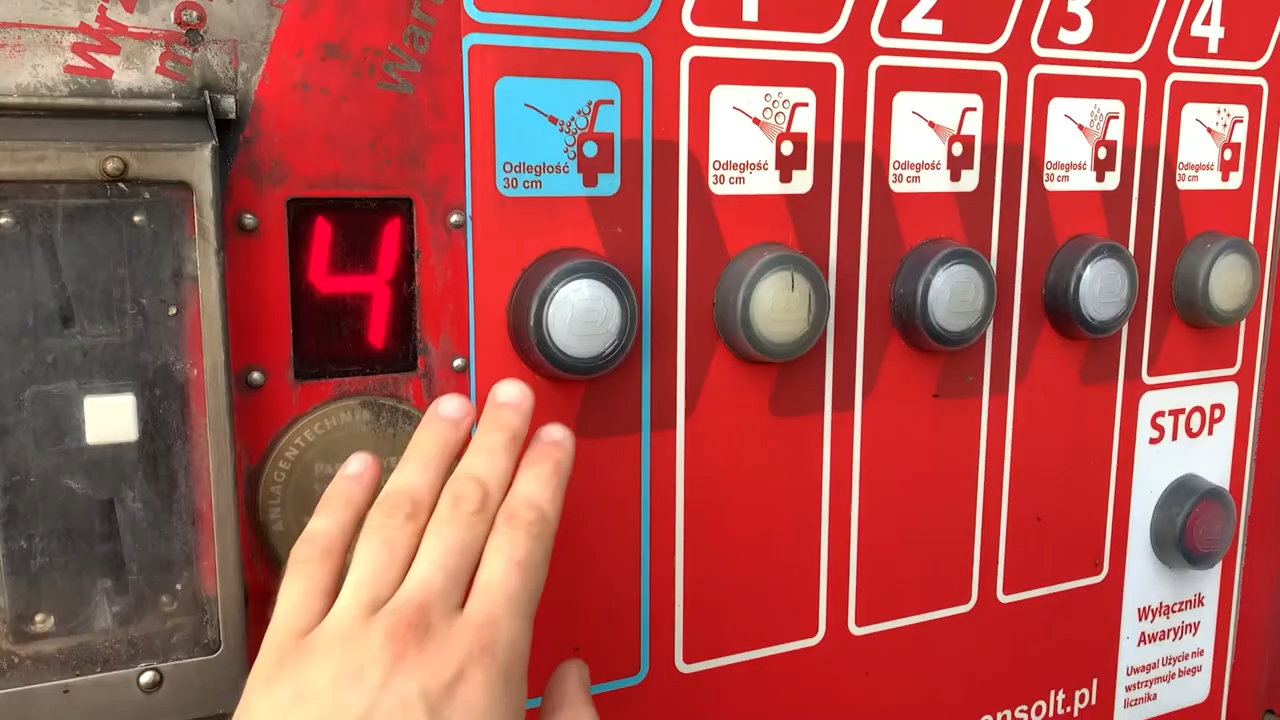 1
2
3
4
Odległość
30 cm
Odległość
30 cm
Odległość
30 cm
Odległość
30 cm
Odległość
30 cm
4
ANLAGENTECHNI
STOP
Wyłącznik
Awaryjny
Uwaga! Użycie nie
wstrzymuje biegu
licznika